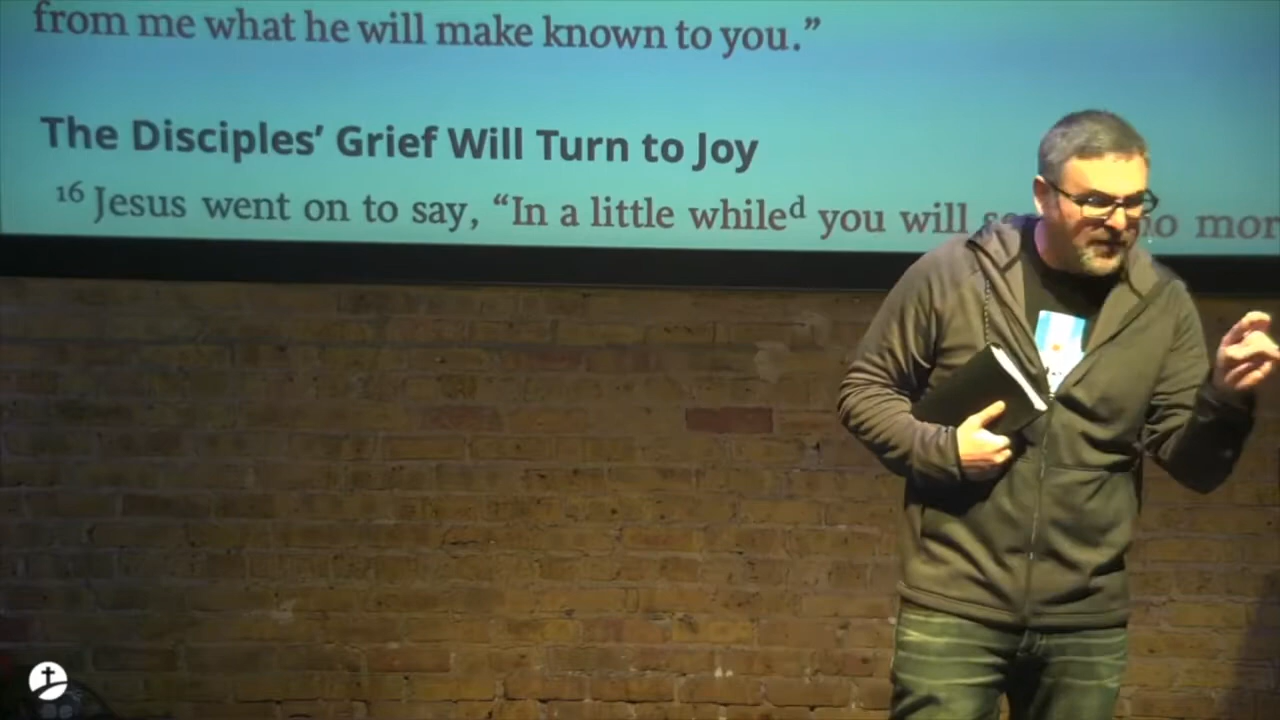 from me what he will make known to you.”
The Disciples’ Grief Will Turn to Joy
16 Jesus went on to say, “In a little while d you will no